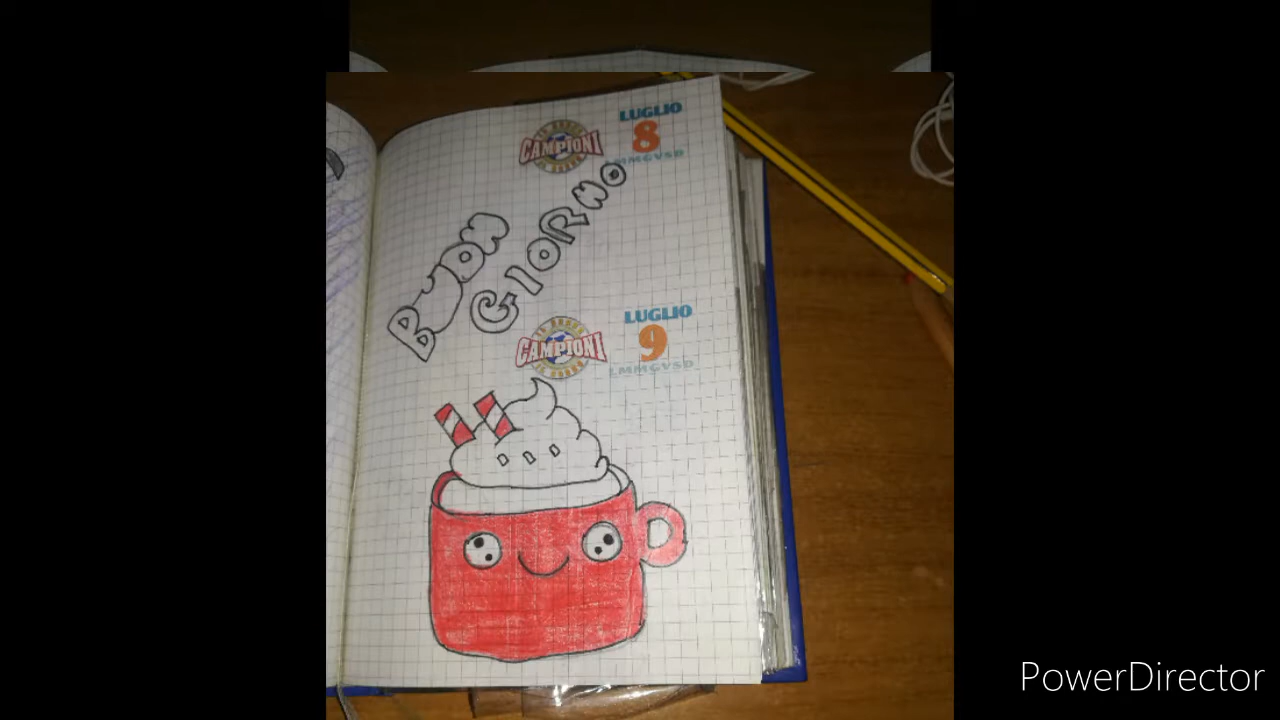 LUGLIO
8
CAMPIONI
LMMGVSD
BUON
GIORNO
LUGLIO
9
CAMPIONI
LMMGVSD
PowerDirector